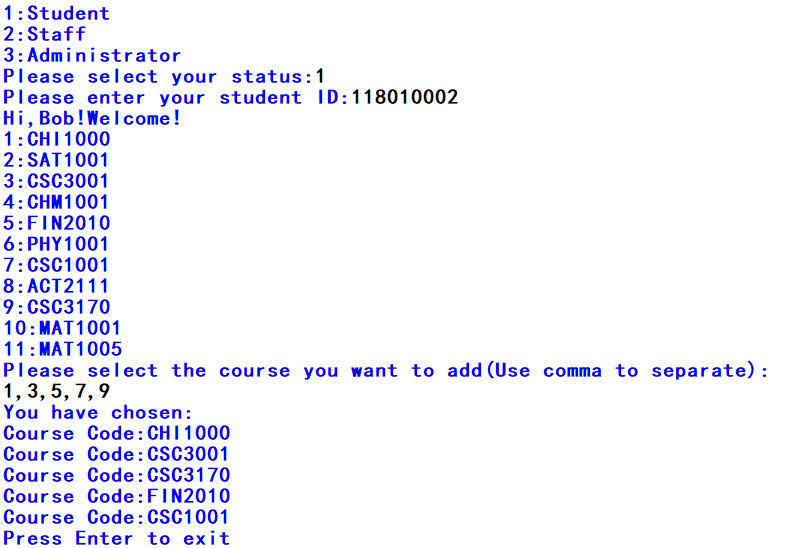 1:Student
2:Staff
3:Administrator
Please select your status:1
Please enter your student ID:118010002
Hi,Bob!Welcome!
1:CHI1000
2:SAT1001
3:CSC3001
4:CHM1001
5:FIN2010
6:PHY1001
7:CSC1001
8:ACT2111
9:CSC3170
10:MAT1001
11:MAT1005
Please select the course you want to add(Use comma to separate):
1,3,5,7,9
You have chosen:
Course Code:CHI1000
Course Code:CSC3001
Course Code:CSC3170
Course Code:FIN2010
Course Code:CSC1001
Press Enter to exit